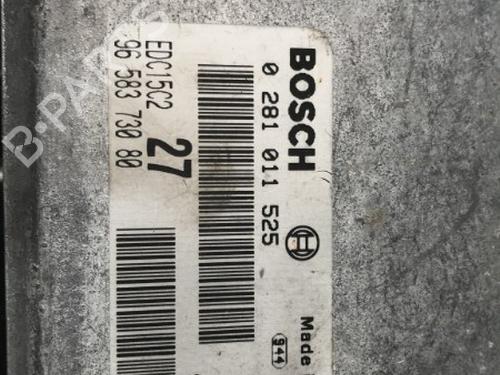 BOSCH
0 281 011 525
EDC15C2
27
96 583 730 80
Made
944
B-PARTS